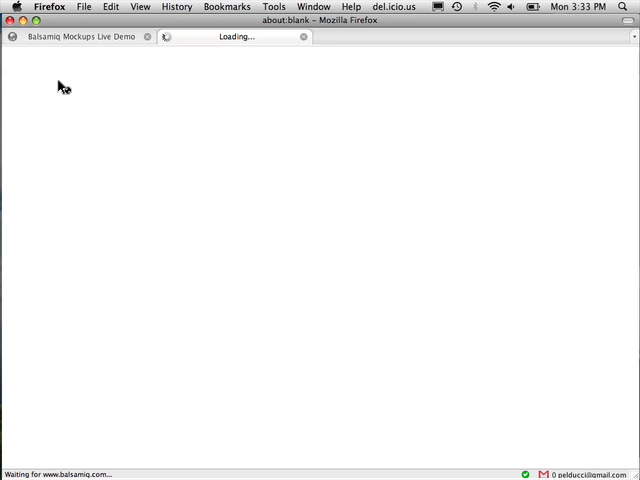 Firefox File Edit View History Bookmarks Tools Window Help del.icio.us Mon 3:33 PM
about:blank - Mozilla Firefox
Balsamiq Mockups Live Demo Loading...
Waiting for www.balsamiq.com... 0 pelducci@gmail.com